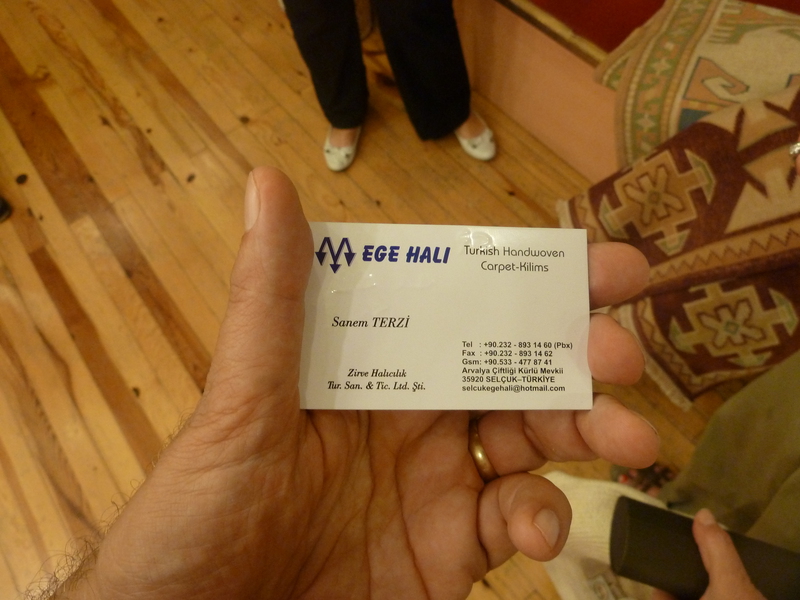 EGE HALI
Turkish Handwoven
Carpet-Kilims
Sanem TERZİ
Zirve Halıcılık
Tur. San. & Tic. Ltd. Şti.
Tel : +90.232 - 893 14 60 (Pbx)
Fax : +90.232 - 893 14 62
Gsm: +90.533 - 477 87 41
Arvalya Çiftliği Kürlü Mevkii
35920 SELÇUK-TÜRKİYE
selcukegehali@hotmail.com